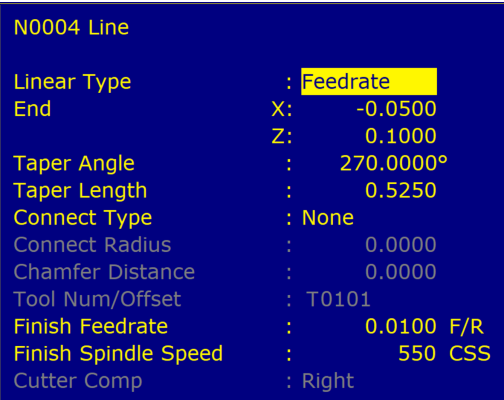 N0004 Line
Linear Type : Feedrate
End X: -0.0500
Z: 0.1000
Taper Angle : 270.0000°
Taper Length : 0.5250
Connect Type : None
Connect Radius : 0.0000
Chamfer Distance : 0.0000
Tool Num/Offset : T0101
Finish Feedrate : 0.0100 F/R
Finish Spindle Speed : 550 CSS
Cutter Comp : Right